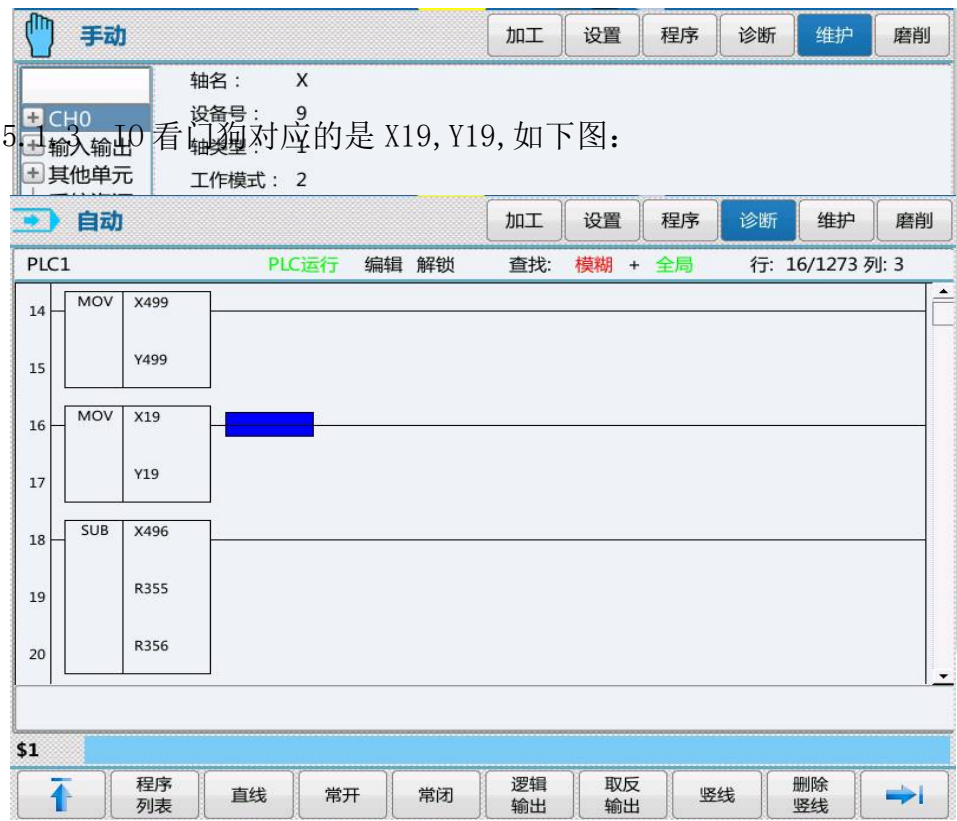 手动 加工 设置 程序 诊断 维护 磨削
轴名： X
CH0 设备号： 9
5.1.3 IO看门狗对应的是 X19,Y19,如下图：
输入输出 轴类型： 1
其他单元 工作模式： 2
自动 加工 设置 程序 诊断 维护 磨削
PLC1 PLC运行 编辑 解锁 查找: 模糊 + 全局 行: 16/1273 列: 3
14 MOV X499
15 Y499
16 MOV X19
17 Y19
18 SUB X496
19 R355
20 R356
$1
程序列表 直线 常开 常闭 逻辑输出 取反输出 竖线 删除竖线